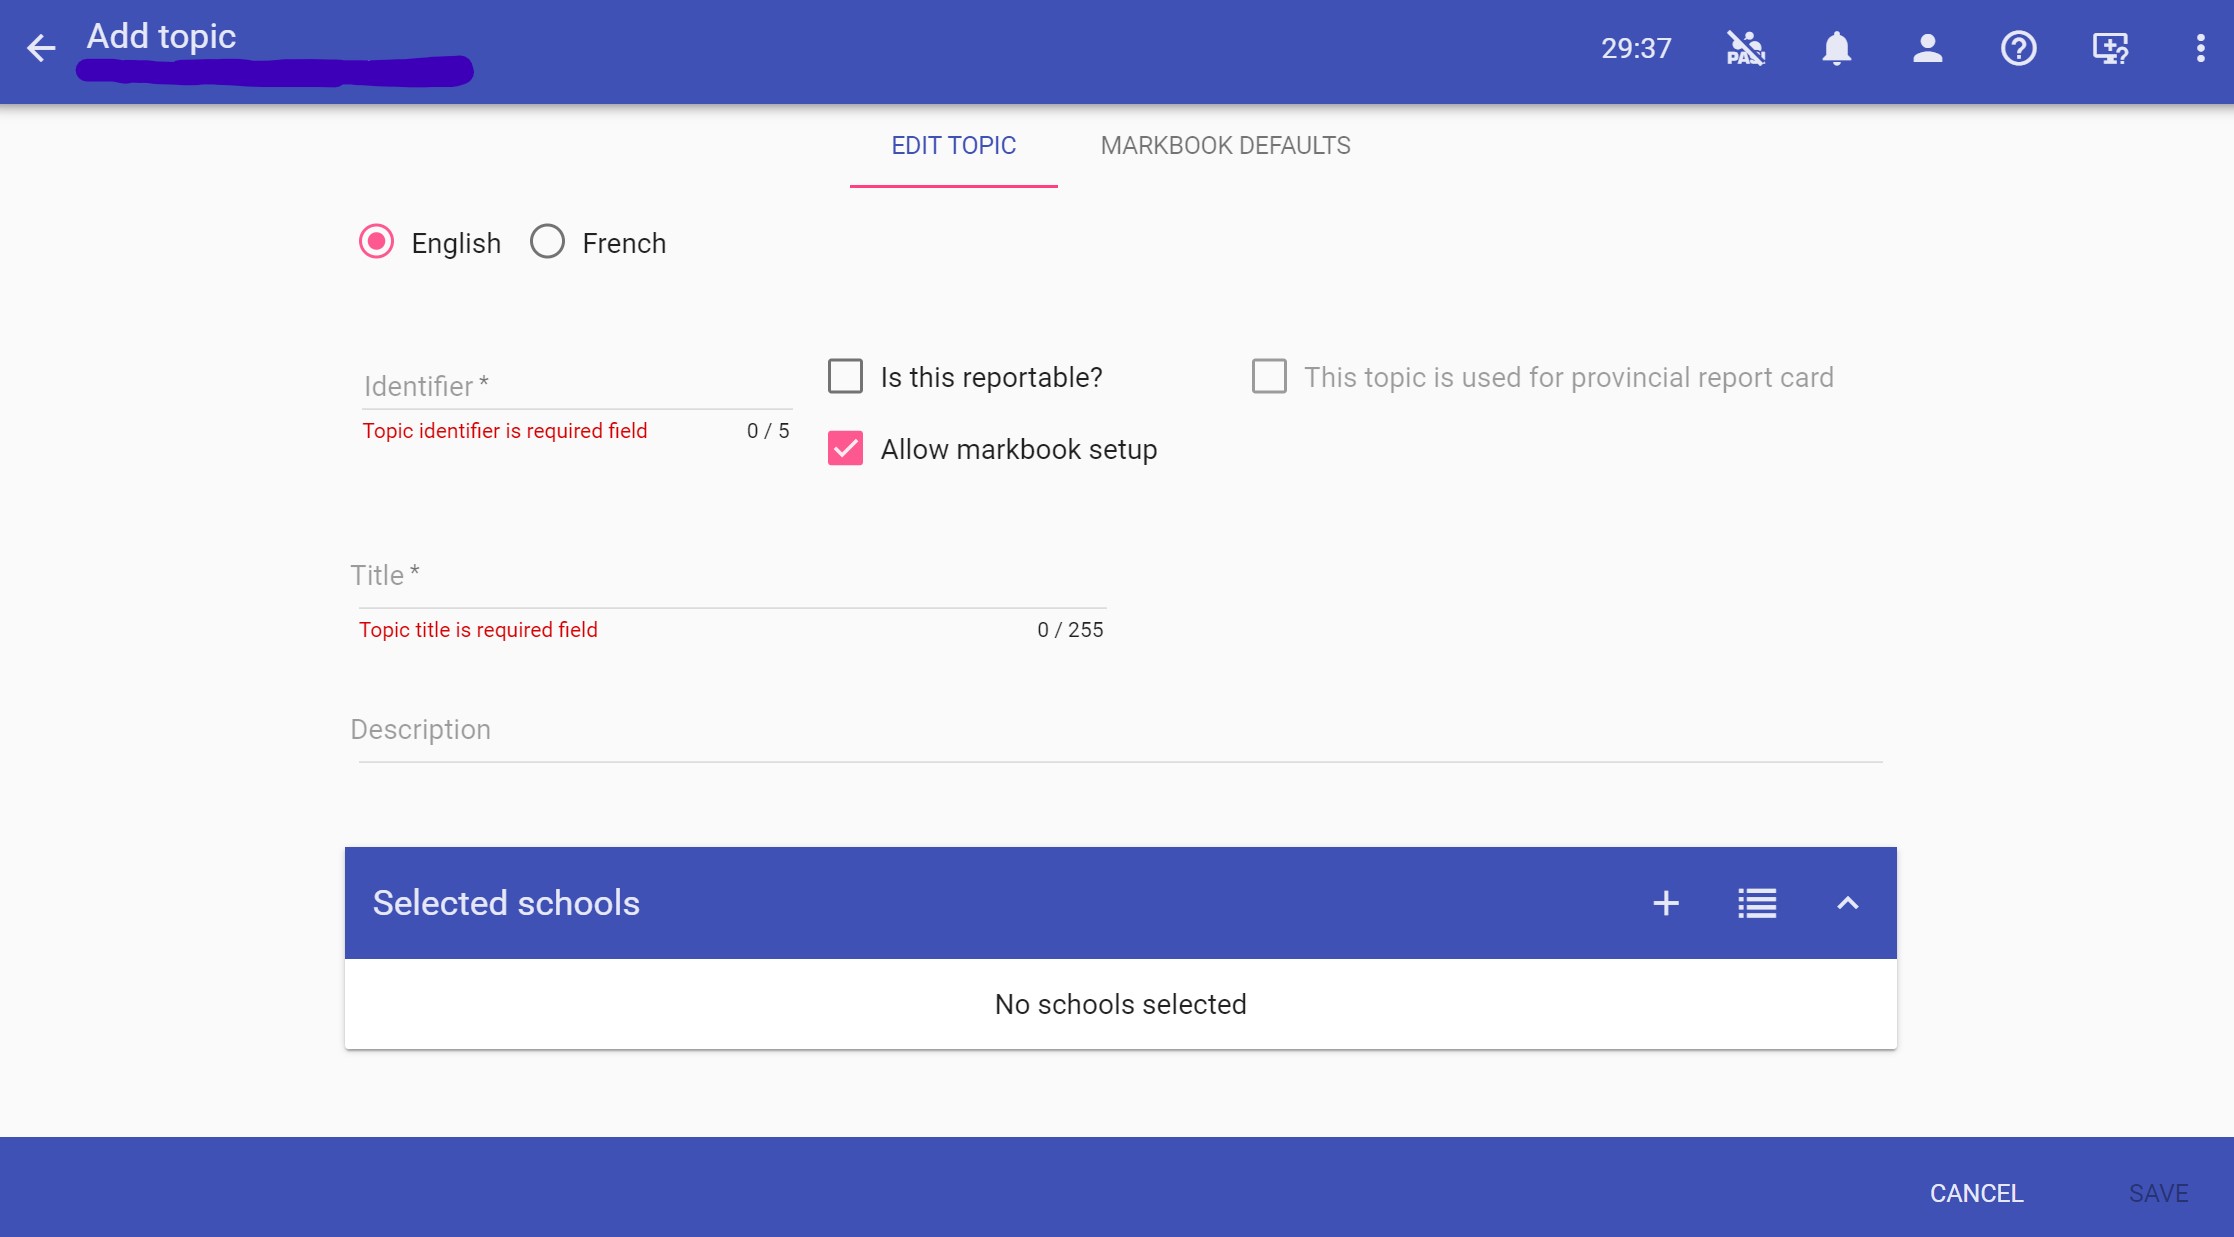 Add topic
29:37
PAS!
EDIT TOPIC MARKBOOK DEFAULTS
English French
Identifier *
Is this reportable?
This topic is used for provincial report card
Topic identifier is required field 0 / 5
Allow markbook setup
Title *
Topic title is required field 0 / 255
Description
Selected schools
No schools selected
CANCEL SAVE